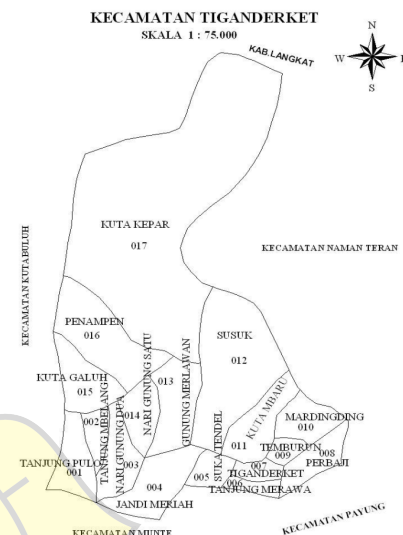 KECAMATAN TIGANDERKET
SKALA 1 : 75.000
N
W
E
S
KAB.LANGKAT
KECAMATAN KUTABULUH
KUTA KEPAR
017
KECAMATAN NAMAN TERAN
PENAMPEN
016
SUSUK
012
NARI GUNUNG SATU
013
GUNUNG MERLAWAN
KUTA GALUH
015
TANJUNG MBELANG
NARI GUNUNG DUA
014
002
003
KUTA MBARU
011
MARDINGDING
010
SUKA TENDEL
005
TEMBURUN
009
008
PERBAJI
007
TIGANDERKET
006
TANJUNG MERAWA
TANJUNG PULO
001
004
JANDI MERIAH
KECAMATAN MUNTE
KECAMATAN PAYUNG